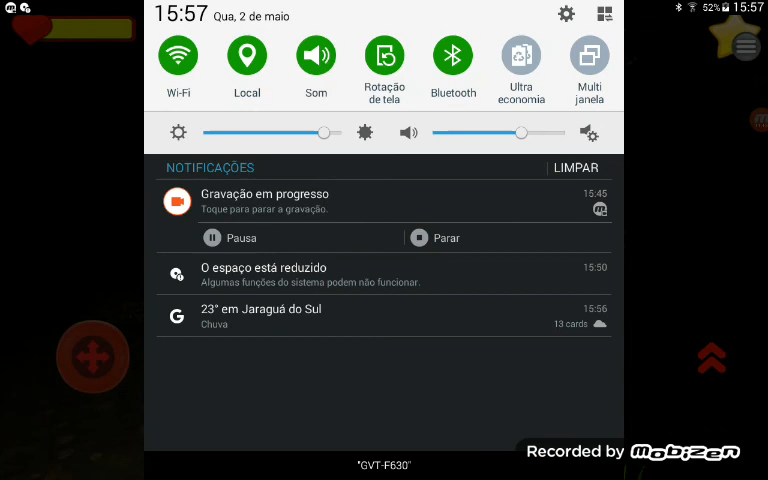 15:57 Qua, 2 de maio
52% 15:57
Wi-Fi
Local
Som
Rotação
de tela
Bluetooth
Ultra
economia
Multi
janela
NOTIFICAÇÕES
LIMPAR
Gravação em progresso
15:45
Toque para parar a gravação.
Pausa
Parar
O espaço está reduzido
15:50
Algumas funções do sistema podem não funcionar.
23° em Jaraguá do Sul
15:56
Chuva
13 cards
Recorded by Mobizen
"GVT-F630"